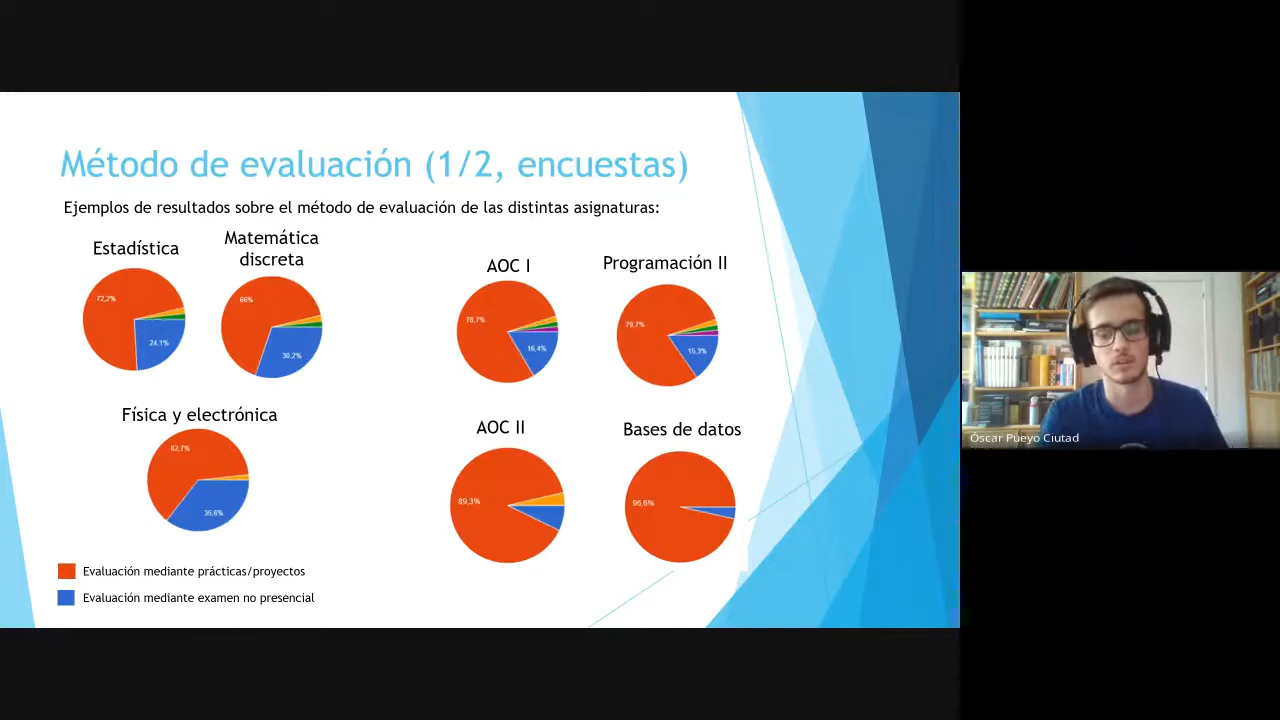 Método de evaluación (1/2, encuestas)
Ejemplos de resultados sobre el método de evaluación de las distintas asignaturas:
Estadística
72,2%
24,1%
Matemática
discreta
66%
30,2%
AOC I
78,7%
16,4%
Programación II
79,7%
15,3%
Física y electrónica
62,7%
35,6%
AOC II
89,3%
Bases de datos
96,6%
Evaluación mediante prácticas/proyectos
Evaluación mediante examen no presencial
Óscar Pueyo Ciutad